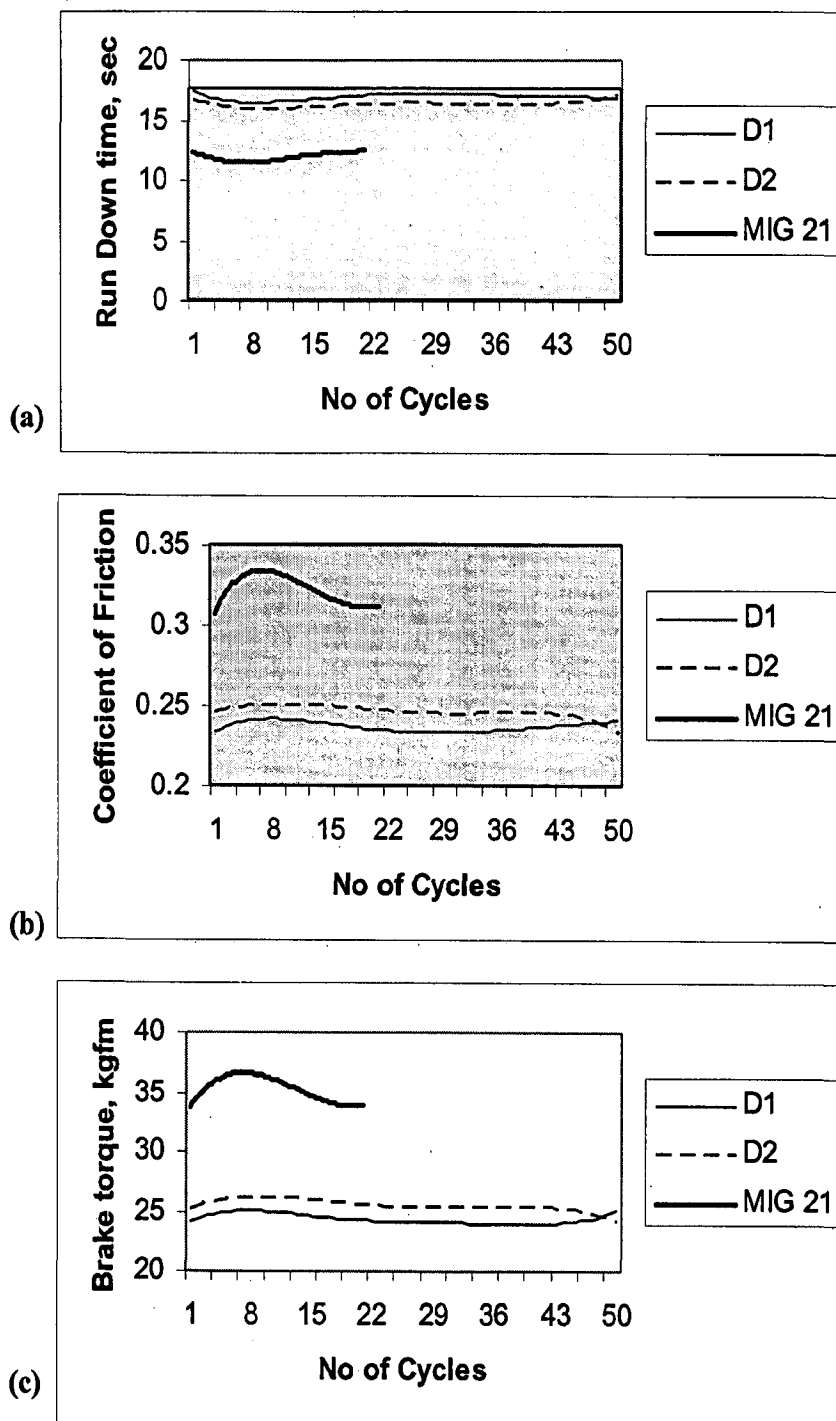 20
15
10
5
0
Run Down time, sec
1 8 15 22 29 36 43 50
No of Cycles
D1
D2
MIG 21
(a)
0.35
0.3
0.25
0.2
Coefficient of Friction
1 8 15 22 29 36 43 50
No of Cycles
D1
D2
MIG 21
(b)
40
35
30
25
20
Brake torque, kgfm
1 8 15 22 29 36 43 50
No of Cycles
D1
D2
MIG 21
(c)